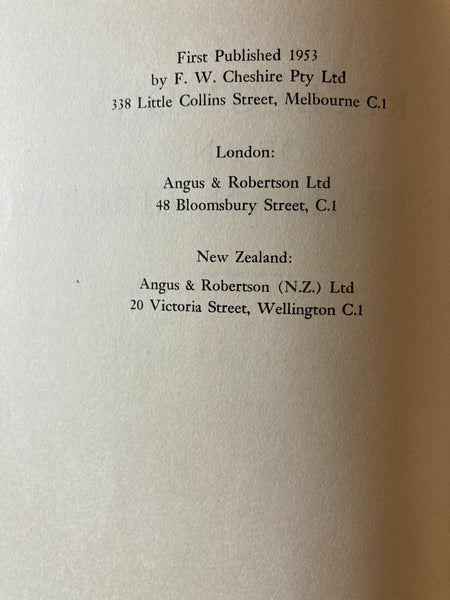 First Published 1953
by F. W. Cheshire Pty Ltd
338 Little Collins Street, Melbourne C.1
London:
Angus & Robertson Ltd
48 Bloomsbury Street, C.1
New Zealand:
Angus & Robertson (N.Z.) Ltd
20 Victoria Street, Wellington C.1